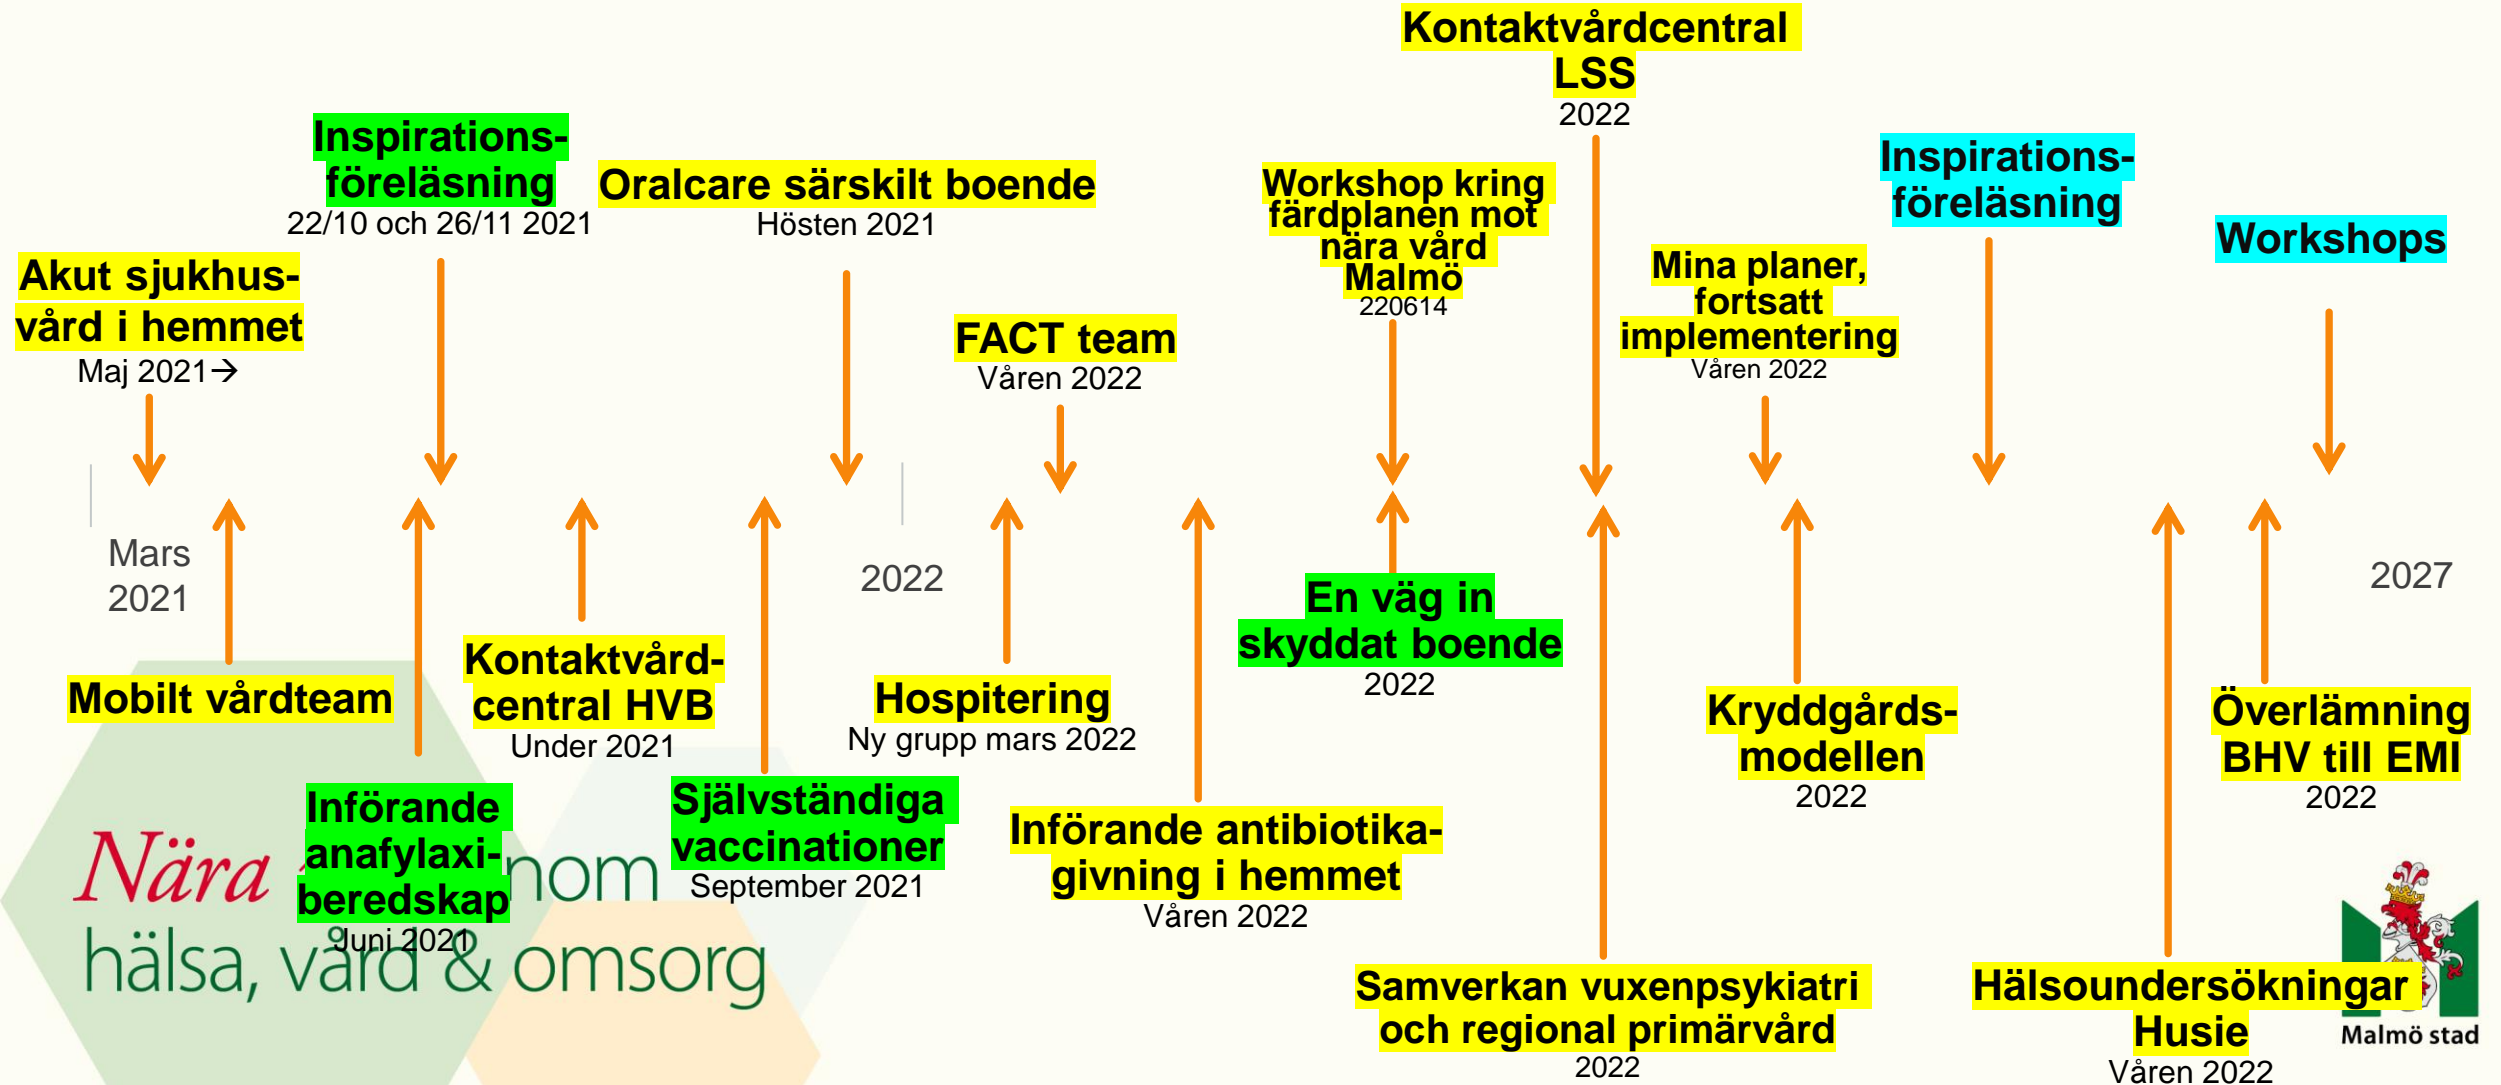 Kontaktvårdcentral
LSS
2022
Inspirations-
föreläsning
22/10 och 26/11 2021
Oralcare särskilt boende
Hösten 2021
Workshop kring
färdplanen mot
nära vård
Malmö
220614
Inspirations-
föreläsning
Workshops
Akut sjukhus-
vård i hemmet
Maj 2021→
FACT team
Våren 2022
Mina planer,
fortsatt
implementering
Våren 2022
Mars
2021
2022
2027
Mobilt vårdteam
Kontaktvård-
central HVB
Under 2021
Hospitering
Ny grupp mars 2022
En väg in
skyddat boende
2022
Kryddgårds-
modellen
2022
Överlämning
BHV till EMI
2022
Införande
anafylaxi-
beredskap
Juni 2021
Självständiga
vaccinationer
September 2021
Införande antibiotika-
givning i hemmet
Våren 2022
Samverkan vuxenpsykiatri
och regional primärvård
2022
Hälsoundersökningar
Husie
Våren 2022
Nära nom
hälsa, vård & omsorg
Malmö stad